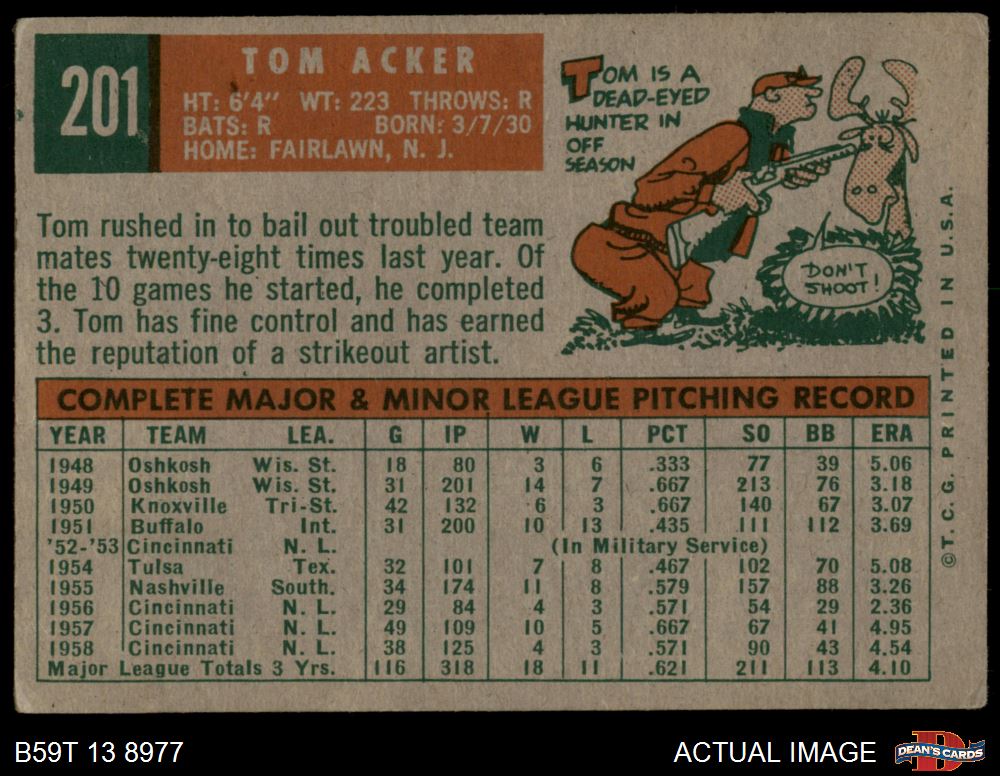 201
TOM ACKER
HT: 6'4" WT: 223 THROWS: R
BATS: R BORN: 3/7/30
HOME: FAIRLAWN, N. J.
TOM IS A
DEAD-EYED
HUNTER IN
OFF
SEASON
DON'T
SHOOT!
Tom rushed in to bail out troubled team
mates twenty-eight times last year. Of
the 10 games he started, he completed
3. Tom has fine control and has earned
the reputation of a strikeout artist.
COMPLETE MAJOR & MINOR LEAGUE PITCHING RECORD
YEAR TEAM LEA. G IP W L PCT SO BB ERA
1948 Oshkosh Wis. St. 18 80 3 6 .333 77 39 5.06
1949 Oshkosh Wis. St. 31 201 14 7 .667 213 76 3.18
1950 Knoxville Tri-St. 42 132 6 3 .667 140 67 3.07
1951 Buffalo Int. 31 200 10 13 .435 111 112 3.69
'52-'53 Cincinnati N. L. (In Military Service)
1954 Tulsa Tex. 32 101 7 8 .467 102 70 5.08
1955 Nashville South. 34 174 11 8 .579 157 88 3.26
1956 Cincinnati N. L. 29 84 4 3 .571 54 29 2.36
1957 Cincinnati N. L. 49 109 10 5 .667 67 41 4.95
1958 Cincinnati N. L. 38 125 4 3 .571 90 43 4.54
Major League Totals 3 Yrs. 116 318 18 11 .621 211 113 4.10
©T. C. G. PRINTED IN U.S.A.
B59T 13 8977
ACTUAL IMAGE
DEAN'S CARDS